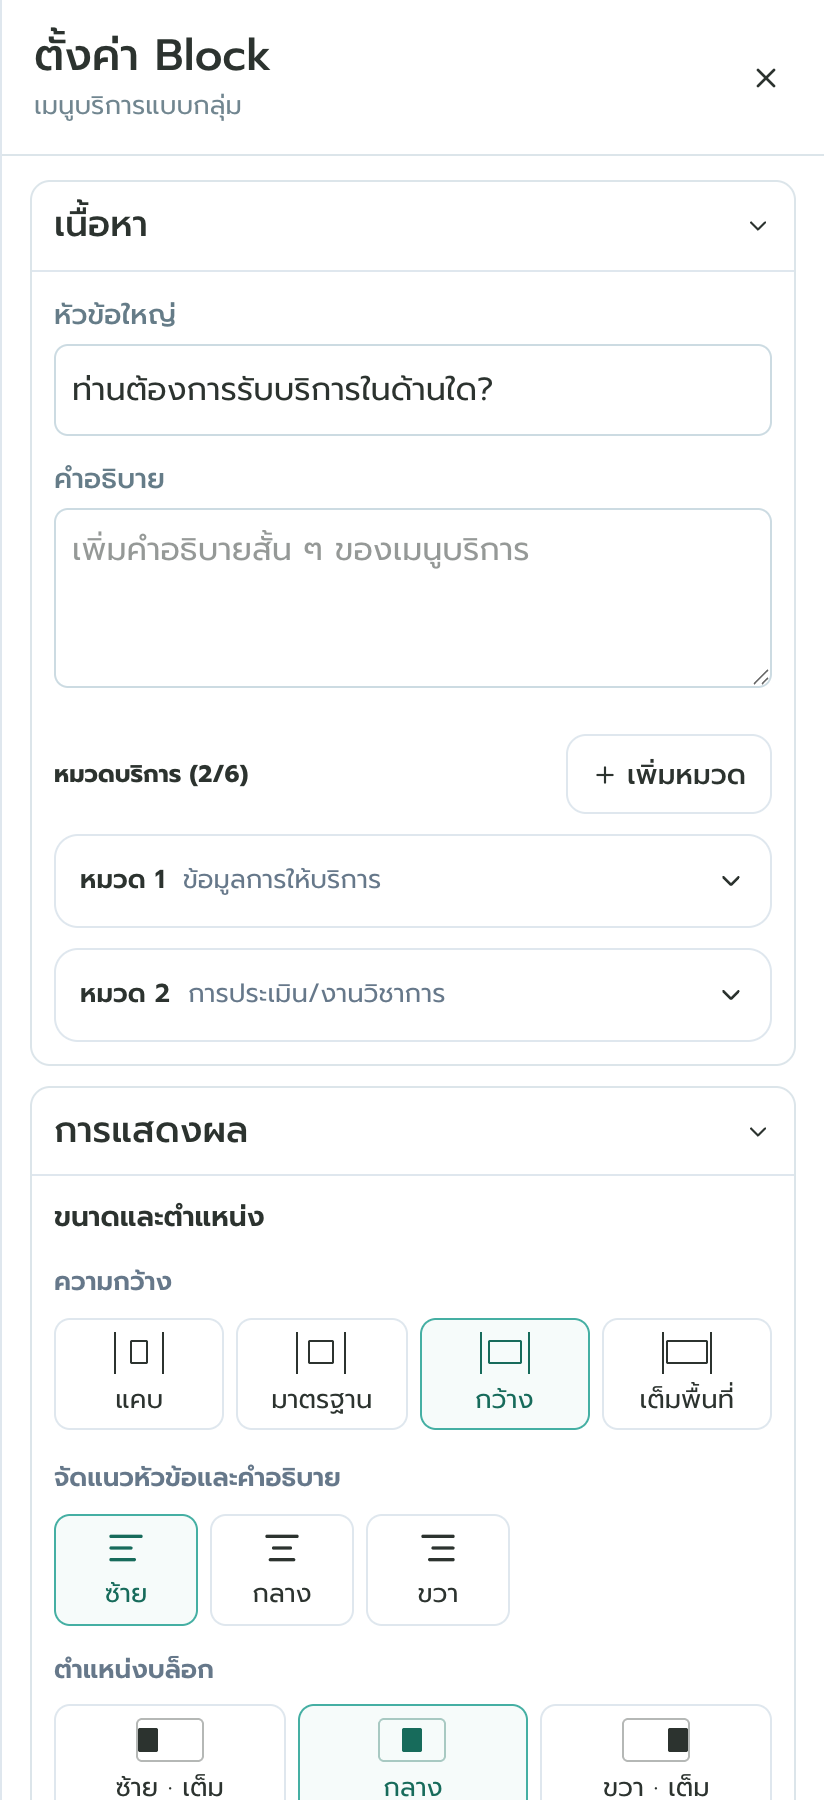 ตั้งค่า Block
เมนูบริการแบบกลุ่ม
เนื้อหา
หัวข้อใหญ่
ท่านต้องการรับบริการในด้านใด?
คำอธิบาย
เพิ่มคำอธิบายสั้น ๆ ของเมนูบริการ
หมวดบริการ (2/6)
+ เพิ่มหมวด
หมวด 1 ข้อมูลการให้บริการ
หมวด 2 การประเมิน/งานวิชาการ
การแสดงผล
ขนาดและตำแหน่ง
ความกว้าง
แคบ มาตรฐาน กว้าง เต็มพื้นที่
จัดแนวหัวข้อและคำอธิบาย
ซ้าย กลาง ขวา
ตำแหน่งบล็อก
ซ้าย · เต็ม กลาง ขวา · เต็ม